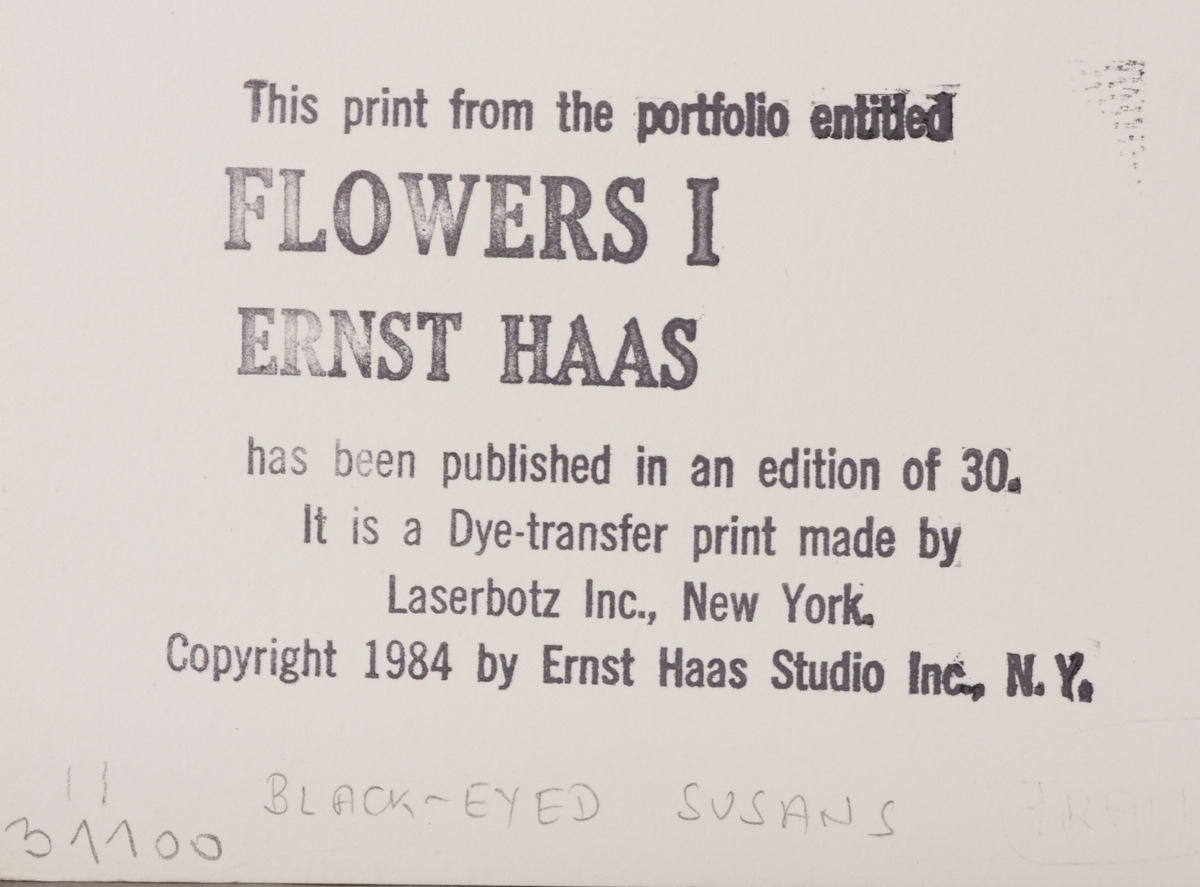 This print from the portfolio entitled
FLOWERS I
ERNST HAAS
has been published in an edition of 30.
It is a Dye-transfer print made by
Laserbotz Inc., New York.
Copyright 1984 by Ernst Haas Studio Inc., N.Y.
11
BLACK-EYED SUSANS
31100